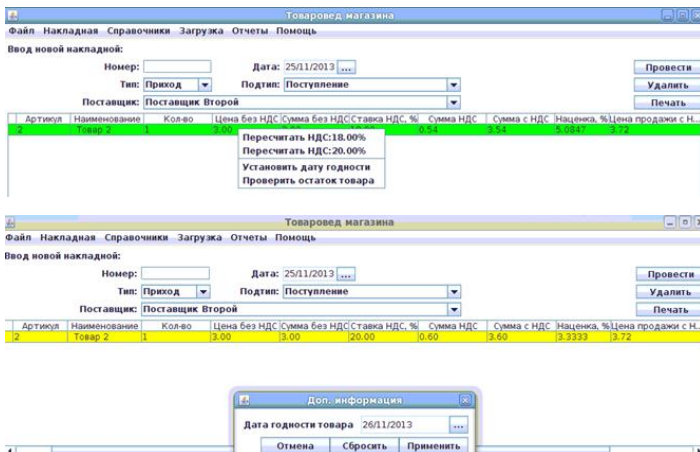 Товаровед магазина
Файл Накладная Справочники Загрузка Отчеты Помощь
Ввод новой накладной:
Номер: Дата: 25/11/2013 ... Провести
Тип: Приход Подтип: Поступление Удалить
Поставщик: Поставщик Второй Печать
Артикул Наименование Кол-во Цена без НДС Сумма без НДС Ставка НДС, % Сумма НДС Сумма с НДС Наценка, % Цена продажи с Н...
2 Товар 2 1 3.00 0.54 3.54 5.0847 3.72
Пересчитать НДС:18.00%
Пересчитать НДС:20.00%
Установить дату годности
Проверить остаток товара
Товаровед магазина
Файл Накладная Справочники Загрузка Отчеты Помощь
Ввод новой накладной:
Номер: Дата: 25/11/2013 ... Провести
Тип: Приход Подтип: Поступление Удалить
Поставщик: Поставщик Второй Печать
Артикул Наименование Кол-во Цена без НДС Сумма без НДС Ставка НДС, % Сумма НДС Сумма с НДС Наценка, % Цена продажи с Н...
2 Товар 2 1 3.00 3.00 20.00 0.60 3.60 3.3333 3.72
Доп. информация
Дата годности товара 26/11/2013 ...
Отмена Сбросить Применить